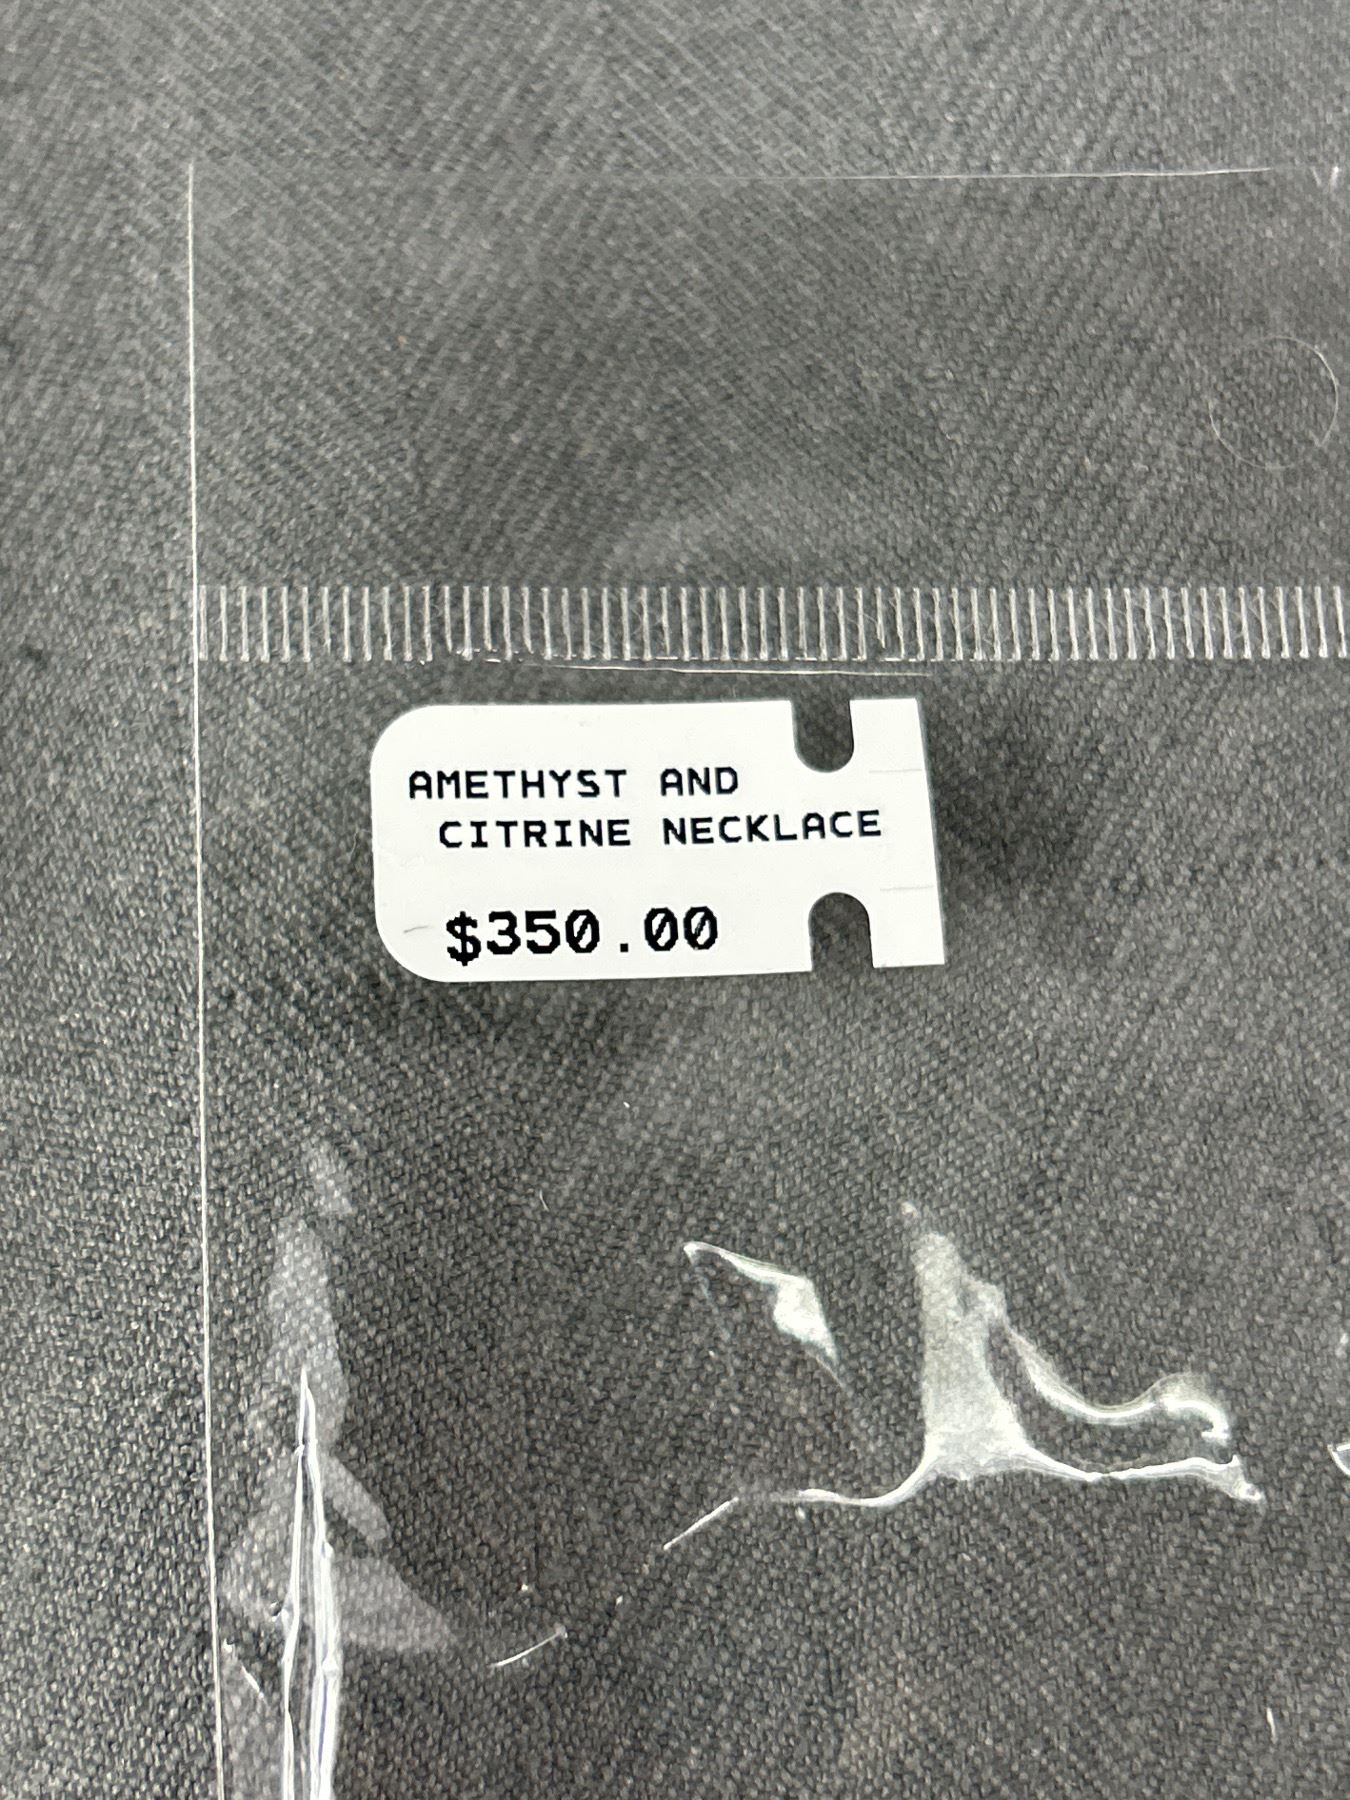 AMETHYST AND
CITRINE NECKLACE
$350.00